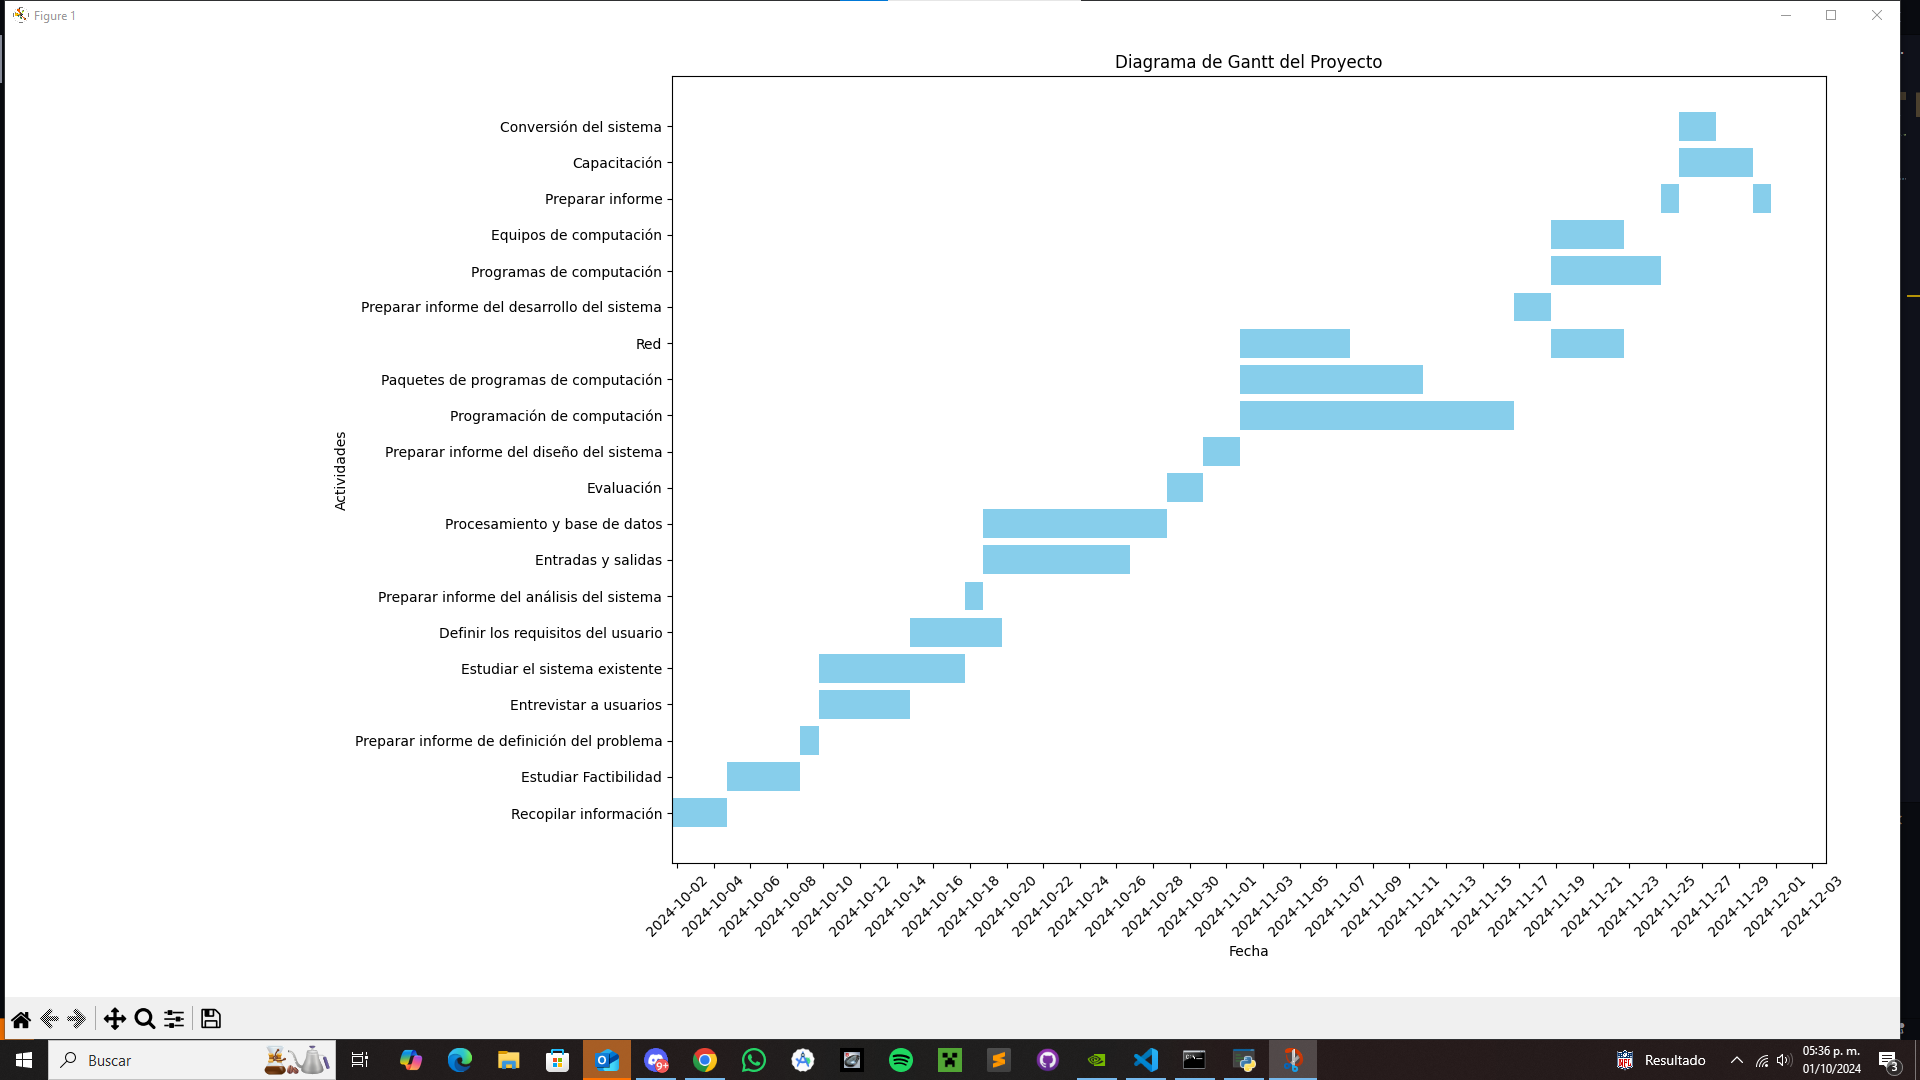 Figure 1
Diagrama de Gantt del Proyecto
Conversión del sistema
Capacitación
Preparar informe
Equipos de computación
Programas de computación
Preparar informe del desarrollo del sistema
Red
Paquetes de programas de computación
Programación de computación
Preparar informe del diseño del sistema
Evaluación
Procesamiento y base de datos
Entradas y salidas
Preparar informe del análisis del sistema
Definir los requisitos del usuario
Estudiar el sistema existente
Entrevistar a usuarios
Preparar informe de definición del problema
Estudiar Factibilidad
Recopilar información
Actividades
2024-10-02
2024-10-04
2024-10-06
2024-10-08
2024-10-10
2024-10-12
2024-10-14
2024-10-16
2024-10-18
2024-10-20
2024-10-22
2024-10-24
2024-10-26
2024-10-28
2024-10-30
2024-11-01
2024-11-03
2024-11-05
2024-11-07
2024-11-09
2024-11-11
2024-11-13
2024-11-15
2024-11-17
2024-11-19
2024-11-21
2024-11-23
2024-11-25
2024-11-27
2024-11-29
2024-12-01
2024-12-03
Fecha
Buscar
9+
Resultado
05:36 p. m.
01/10/2024
3